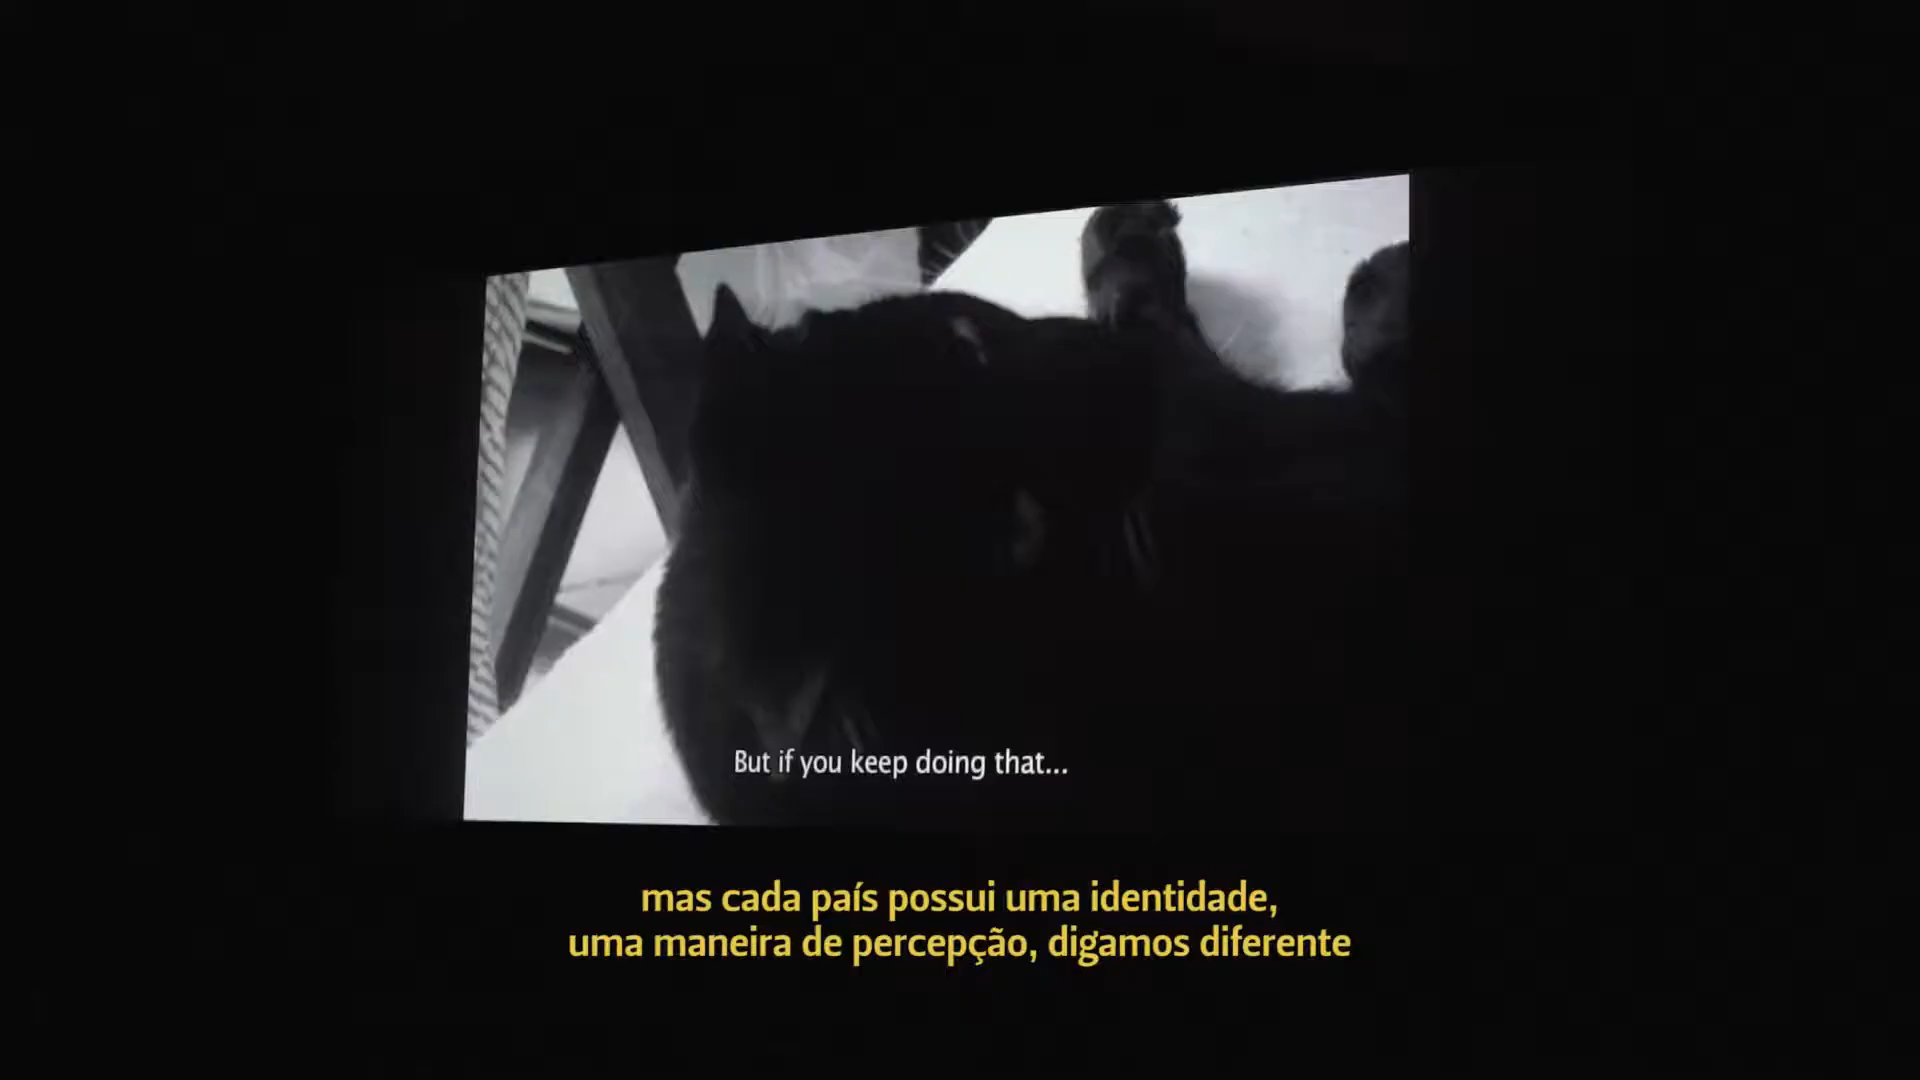 But if you keep doing that...
mas cada país possui uma identidade,
uma maneira de percepção, digamos diferente